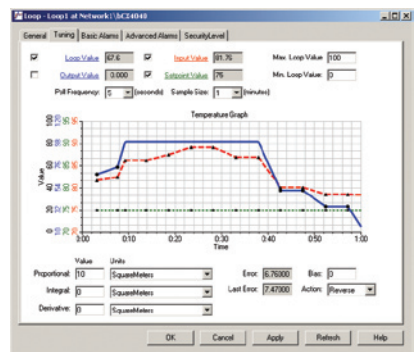 Loop - Loop1 at Network1\bCX4040
General Tuning Basic Alarms Advanced Alarms SecurityLevel
Loop Value 67.6 Input Value 81.76 Max. Loop Value 100
Output Value 0.000 Setpoint Value 75 Min. Loop Value: 0
Poll Frequency: 5 (seconds) Sample Size: 1 (minutes)
Temperature Graph
Value
0:00 0:10 0:20 0:30 0:40 0:50 1:00
Time
Value Units
Proportional: 10 SquareMeters Error: 6.76000 Bias: 0
Integral: 0 SquareMeters Last Error: 7.47000 Action: Reverse
Derivative: 0 SquareMeters
OK Cancel Apply Refresh Help